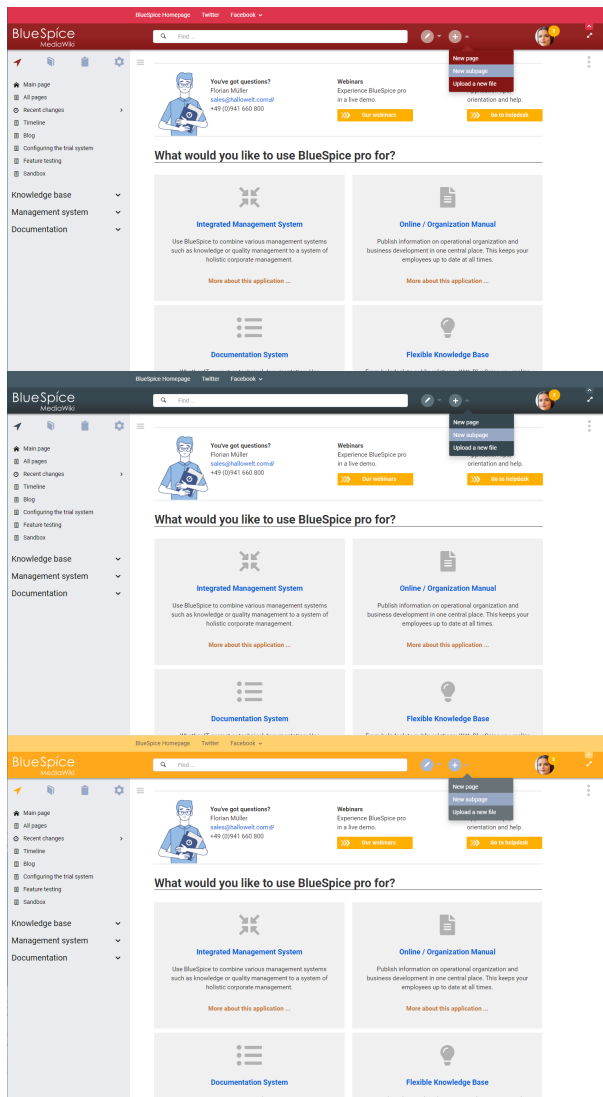 BlueSpice Homepage Twitter Facebook
BlueSpice
MediaWiki
Find ...
New page
New subpage
Upload a new file
Main page
All pages
Recent changes
Timeline
Blog
Configuring the trial system
Feature testing
Sandbox
Knowledge base
Management system
Documentation
You've got questions?
Florian Müller
sales@hallowelt.com
+49 (0)941 660 800
Webinars
Experience BlueSpice pro
in a live demo.
Our webinars
orientation and help.
Go to helpdesk
What would you like to use BlueSpice pro for?
Integrated Management System
Use BlueSpice to combine various management systems
such as knowledge or quality management to a system of
holistic corporate management.
More about this application ...
Online / Organization Manual
Publish information on operational organization and
business development in one central place. This keeps your
employees up to date at all times.
More about this application ...
Documentation System
Flexible Knowledge Base
BlueSpice Homepage Twitter Facebook
BlueSpice
MediaWiki
Find ...
New page
New subpage
Upload a new file
Main page
All pages
Recent changes
Timeline
Blog
Configuring the trial system
Feature testing
Sandbox
Knowledge base
Management system
Documentation
You've got questions?
Florian Müller
sales@hallowelt.com
+49 (0)941 660 800
Webinars
Experience BlueSpice pro
in a live demo.
Our webinars
orientation and help.
Go to helpdesk
What would you like to use BlueSpice pro for?
Integrated Management System
Use BlueSpice to combine various management systems
such as knowledge or quality management to a system of
holistic corporate management.
More about this application ...
Online / Organization Manual
Publish information on operational organization and
business development in one central place. This keeps your
employees up to date at all times.
More about this application ...
Documentation System
Flexible Knowledge Base
BlueSpice Homepage Twitter Facebook
BlueSpice
MediaWiki
Find ...
New page
New subpage
Upload a new file
Main page
All pages
Recent changes
Timeline
Blog
Configuring the trial system
Feature testing
Sandbox
Knowledge base
Management system
Documentation
You've got questions?
Florian Müller
sales@hallowelt.com
+49 (0)941 660 800
Webinars
Experience BlueSpice pro
in a live demo.
Our webinars
orientation and help.
Go to helpdesk
What would you like to use BlueSpice pro for?
Integrated Management System
Use BlueSpice to combine various management systems
such as knowledge or quality management to a system of
holistic corporate management.
More about this application ...
Online / Organization Manual
Publish information on operational organization and
business development in one central place. This keeps your
employees up to date at all times.
More about this application ...
Documentation System
Flexible Knowledge Base